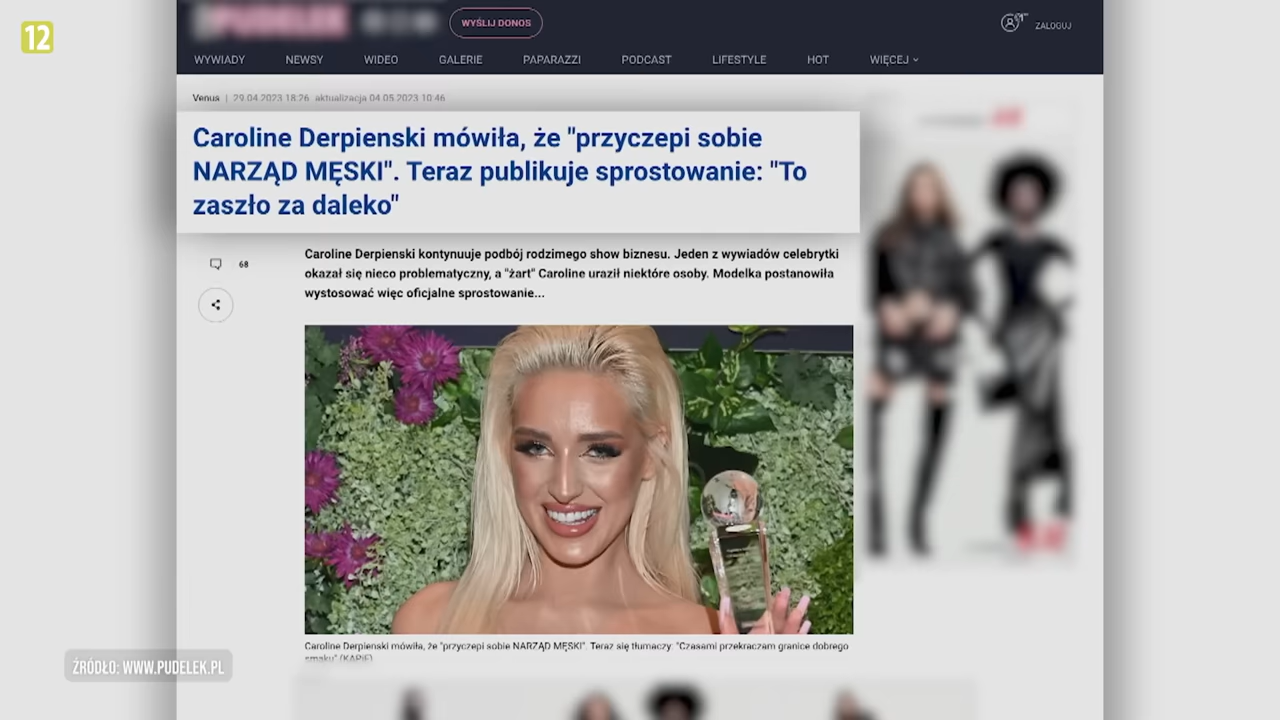 12
PUDELEK
WYŚLIJ DONOS
ZALOGUJ
WYWIADY NEWSY WIDEO GALERIE PAPARAZZI PODCAST LIFESTYLE HOT WIĘCEJ
Venus | 29.04.2023 18:26 aktualizacja 04.05.2023 10:46
Caroline Derpienski mówiła, że "przyczepi sobie
NARZĄD MĘSKI". Teraz publikuje sprostowanie: "To
zaszło za daleko"
68
Caroline Derpienski kontynuuje podbój rodzimego show biznesu. Jeden z wywiadów celebrytki
okazał się nieco problematyczny, a "żart" Caroline uraził niektóre osoby. Modelka postanowiła
wystosować więc oficjalne sprostowanie...
Caroline Derpienski mówiła, że "przyczepi sobie NARZĄD MĘSKI". Teraz się tłumaczy: "Czasami przekraczam granice dobrego
smaku" (KAPIF)
ŹRÓDŁO: WWW.PUDELEK.PL